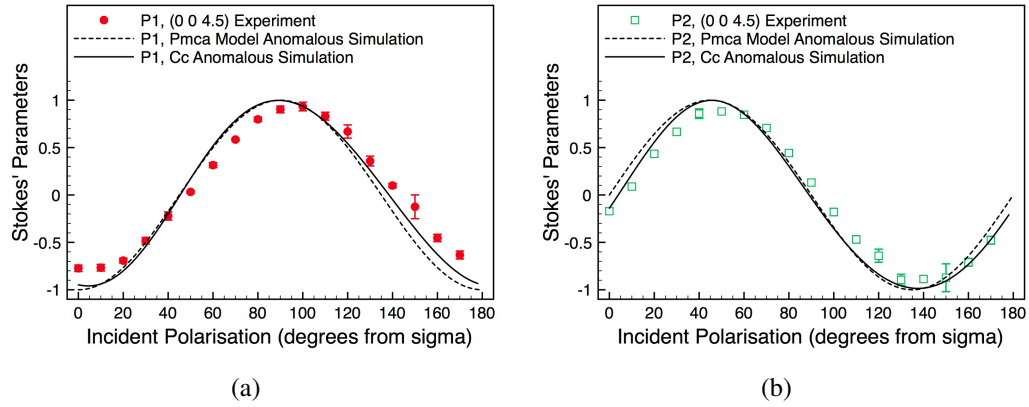 P1, (0 0 4.5) Experiment
P1, Pmca Model Anomalous Simulation
P1, Cc Anomalous Simulation
Stokes' Parameters
1
0.5
0
-0.5
-1
0 20 40 60 80 100 120 140 160 180
Incident Polarisation (degrees from sigma)
(a)
P2, (0 0 4.5) Experiment
P2, Pmca Model Anomalous Simulation
P2, Cc Anomalous Simulation
Stokes' Parameters
1
0.5
0
-0.5
-1
0 20 40 60 80 100 120 140 160 180
Incident Polarisation (degrees from sigma)
(b)